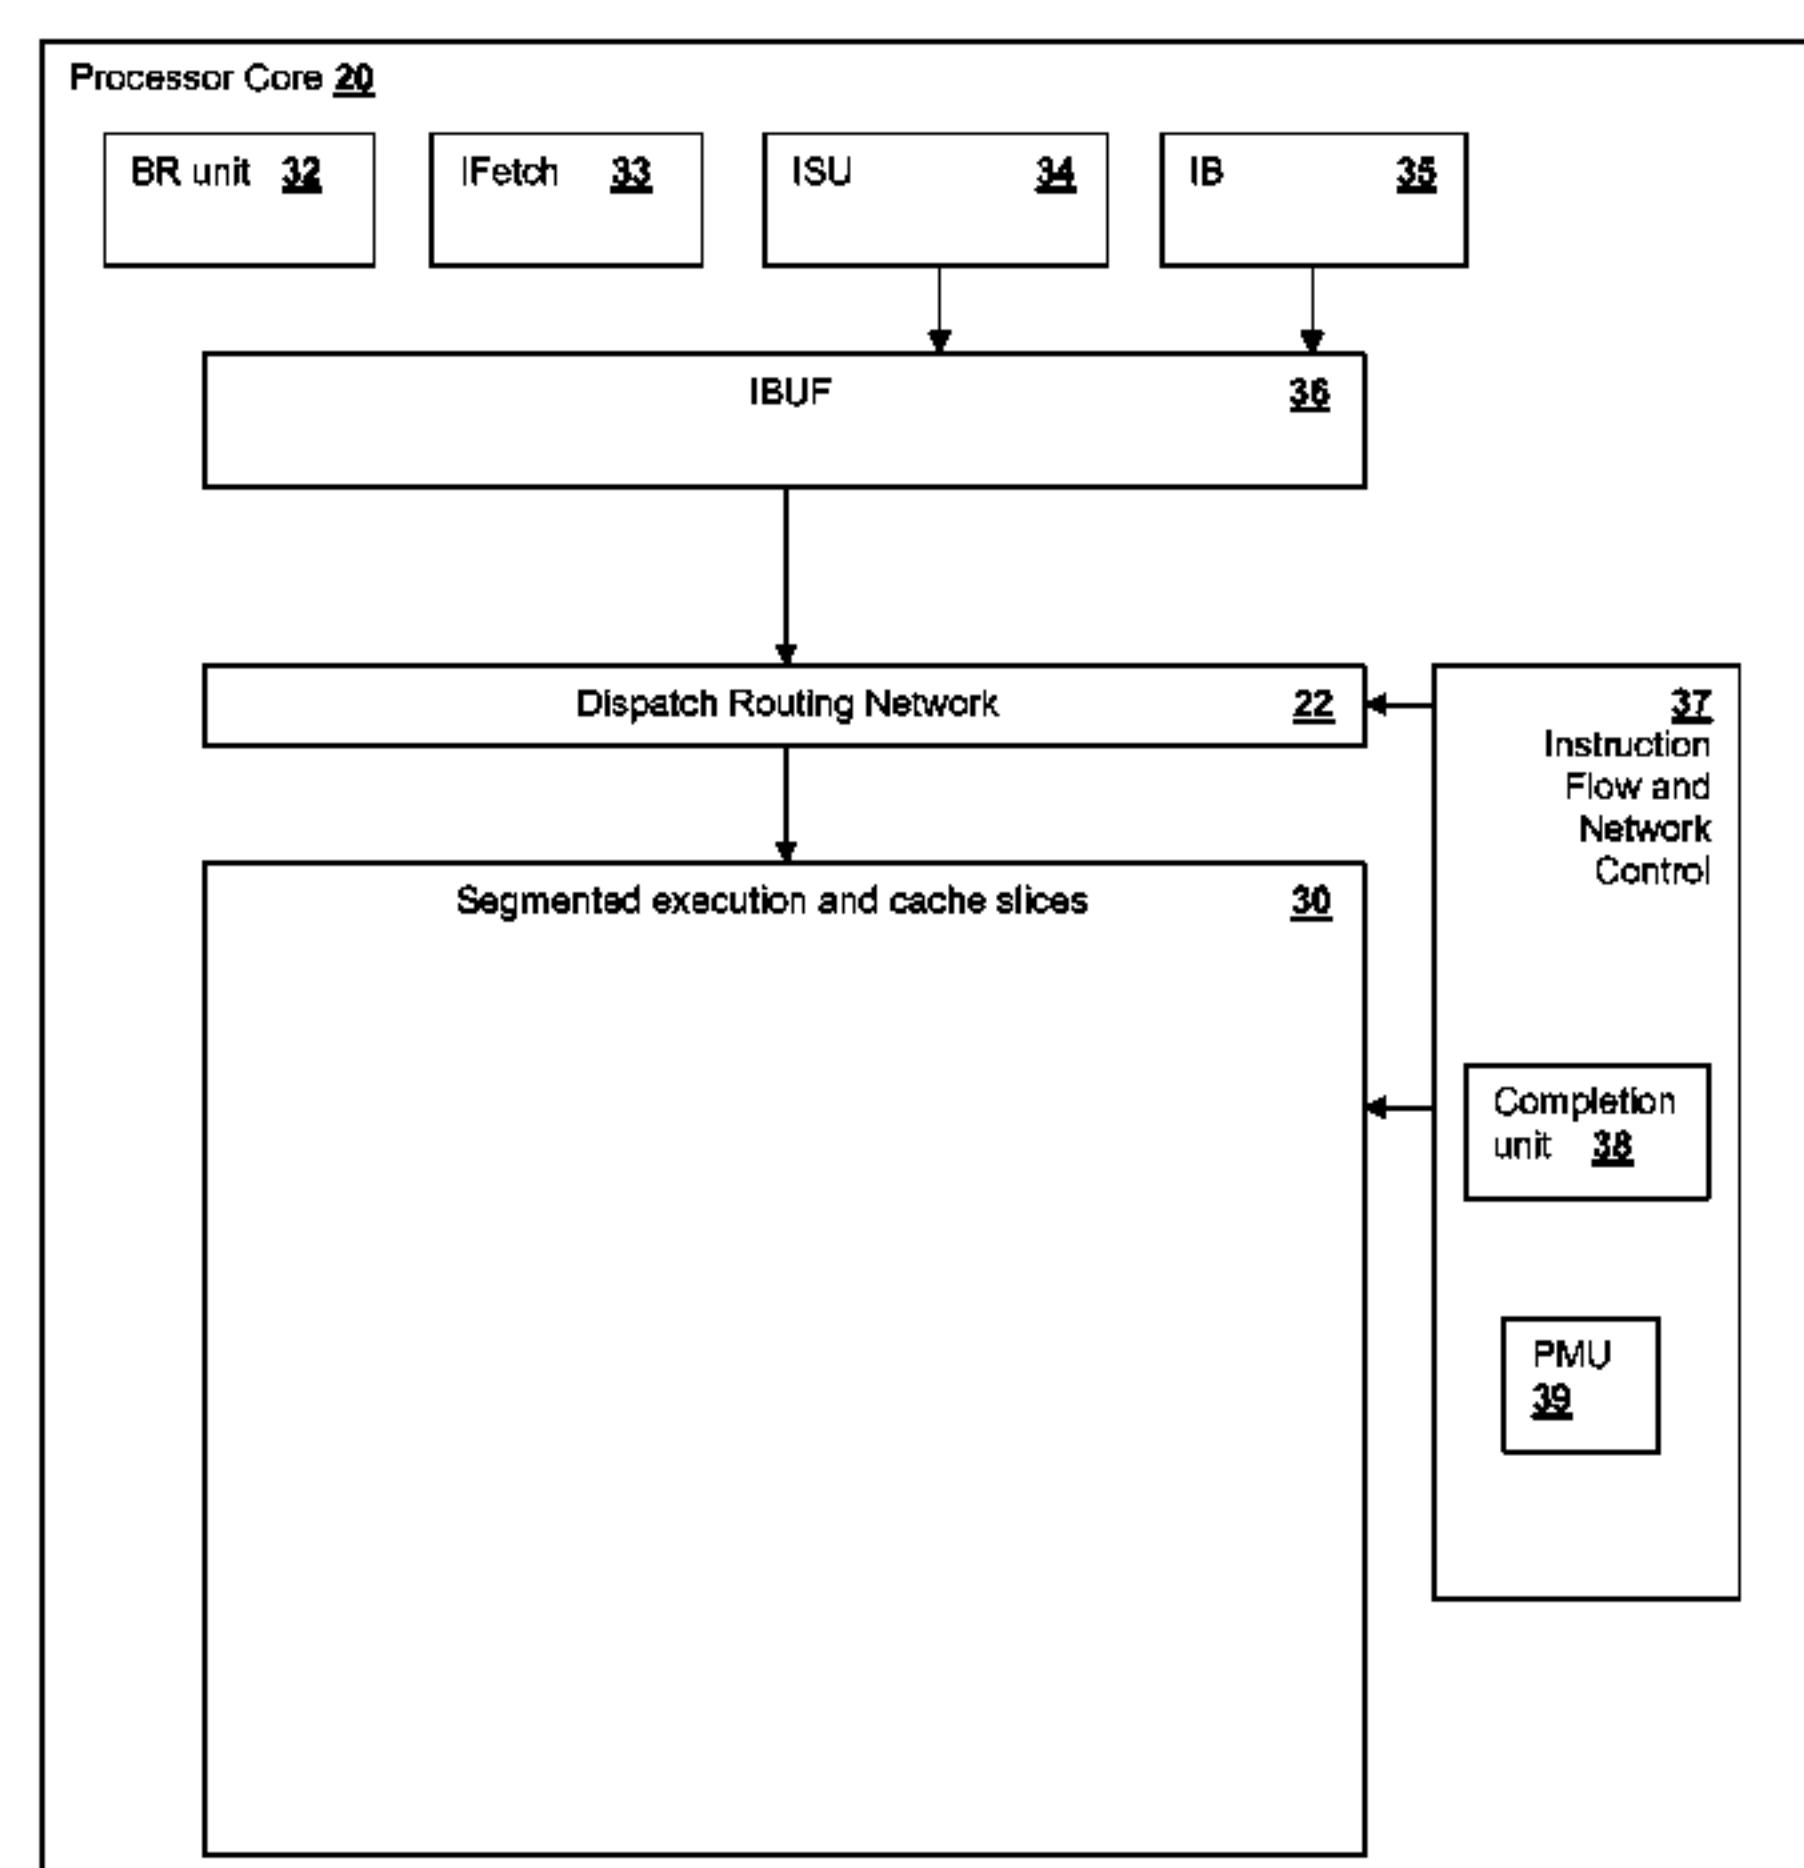 Processor Core 20
BR unit 32
IFetch 33
ISU 34
IB 35
IBUF 36
Dispatch Routing Network 22
37
Instruction
Flow and
Network
Control
Segmented execution and cache slices 30
Completion
unit 38
PMU
39